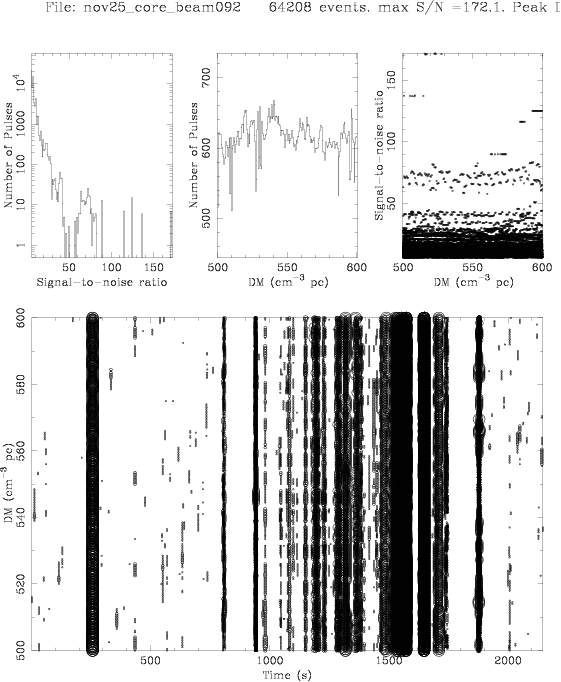 File: nov25_core_beam092 64208 events. max S/N =172.1. Peak
10⁴
1000
100
10
1
Number of Pulses
50 100 150
Signal-to-noise ratio
700
600
500
Number of Pulses
500 550 600
DM (cm⁻³ pc)
150
100
50
Signal-to-noise ratio
500 550 600
DM (cm⁻³ pc)
600
580
560
540
520
500
DM (cm⁻³ pc)
500 1000 1500 2000
Time (s)